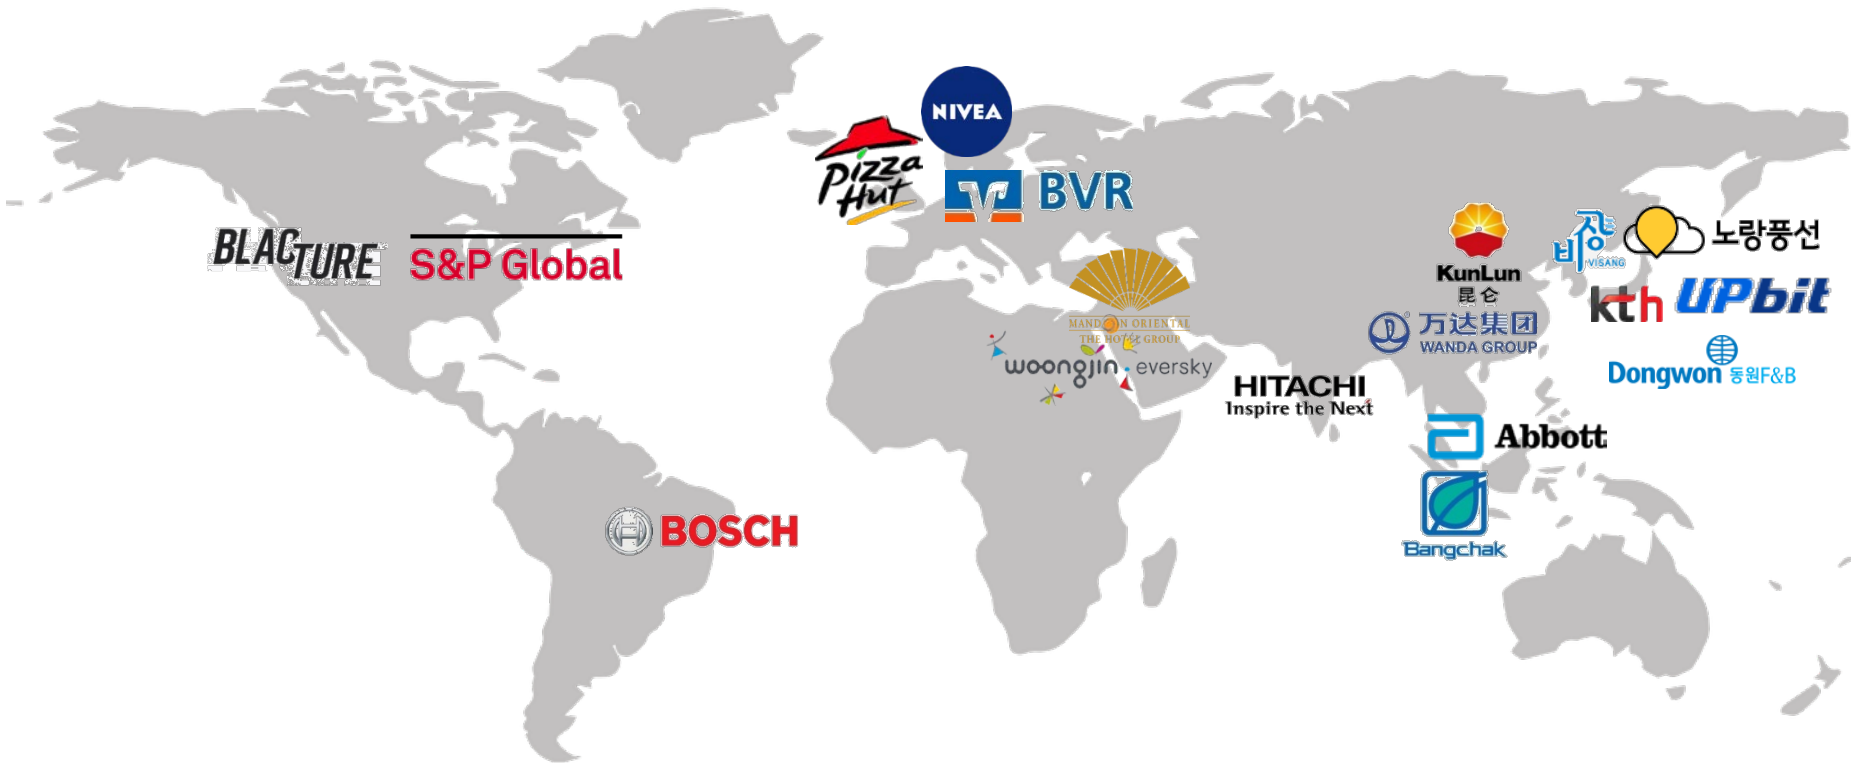 NIVEA
Pizza
Hut
BVR
BLACTURE
S&P Global
KunLun
昆仑
비상
VISANG
노랑풍선
kth
UPbit
万达集团
WANDA GROUP
THE HOTEL GROUP
woongjin eversky
Dongwon 동원F&B
HITACHI
Inspire the Next
Abbott
Bangchak
BOSCH